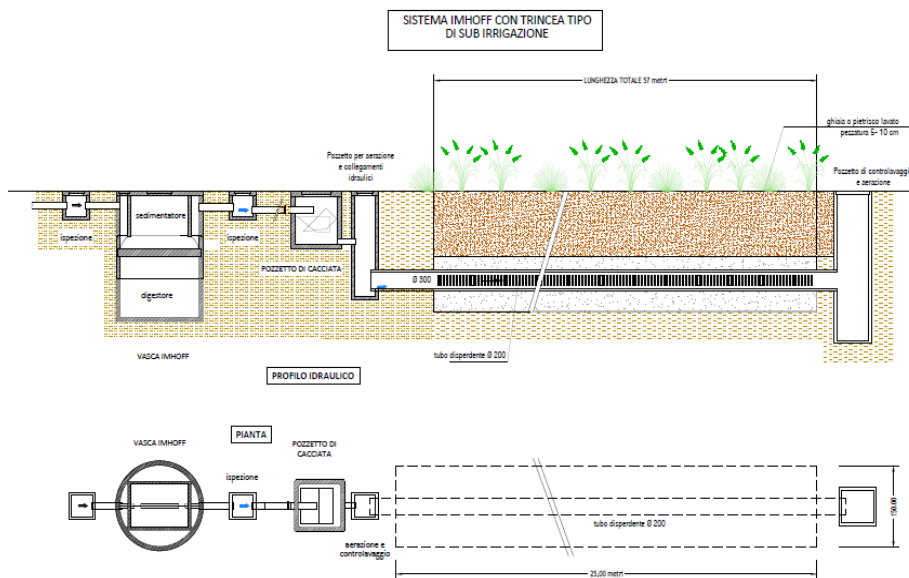 SISTEMA IMHOFF CON TRINCEA TIPO
DI SUB IRRIGAZIONE
LUNGHEZZA TOTALE 57 metri
ghiaia o pietrisco lavato
pezzatura 5- 10 cm
Pozzetto per aerazione
e collegamenti
idraulici
Pozzetto di controlavaggi
e aerazione
sedimentatore
ispezione
ispezione
POZZETTO DI CACCIATA
digestore
Ø 300
tubo disperdente Ø 200
VASCA IMHOFF
PROFILO IDRAULICO
VASCA IMHOFF
PIANTA
POZZETTO DI
CACCIATA
ispezione
tubo disperdente Ø 200
150.00
aerazione e
controlavaggio
25,00 metri